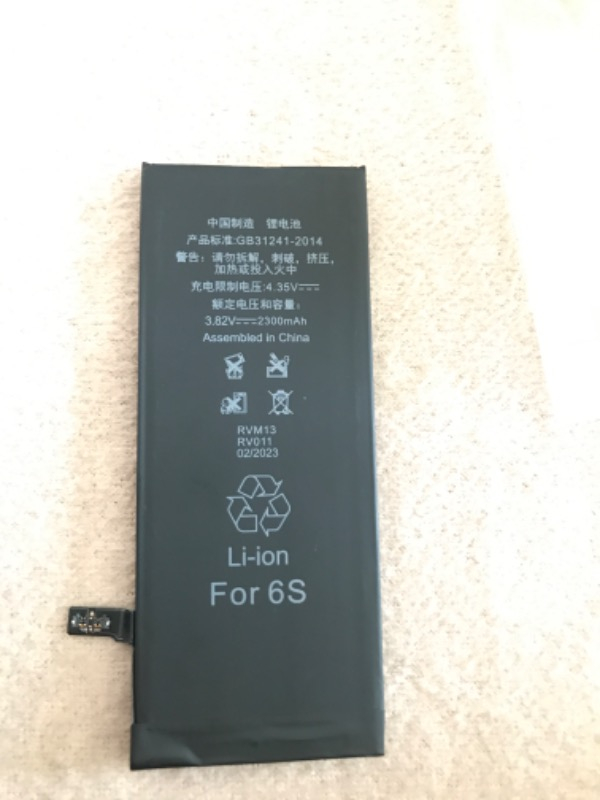 中国制造 锂电池
产品标准:GB31241-2014
警告：请勿拆解，刺破，挤压，
加热或投入火中
充电限制电压:4.35V⎓
额定电压和容量:
3.82V⎓2300mAh
Assembled in China
RVM13
RV011
02/2023
Li-ion
For 6S